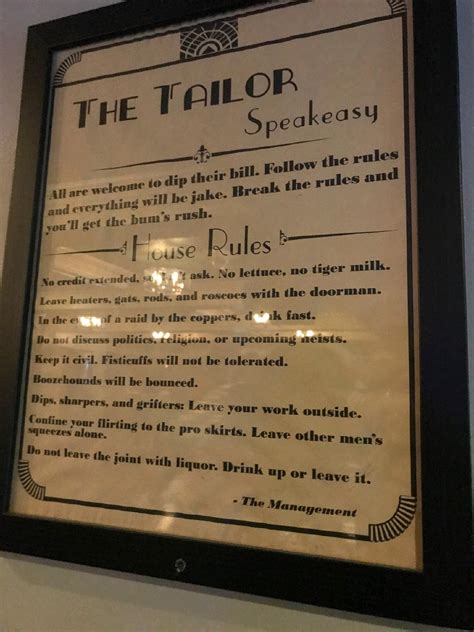 THE TAILOR
Speakeasy
All are welcome to dip their bill. Follow the rules
and everything will be jake. Break the rules and
you'll get the bum's rush.
House Rules
No credit extended, ask. No lettuce, no tiger milk.
Leave heaters, gats, rods, and roscoes with the doorman.
In the event of a raid by the coppers, drink fast.
Do not discuss politics, religion, or upcoming heists.
Keep it civil. Fisticuffs will not be tolerated.
Boozehounds will be bounced.
Dips, sharpers, and grifters: Leave your work outside.
Confine your flirting to the pro skirts. Leave other men's
squeezes alone.
Do not leave the joint with liquor. Drink up or leave it.
- The Management